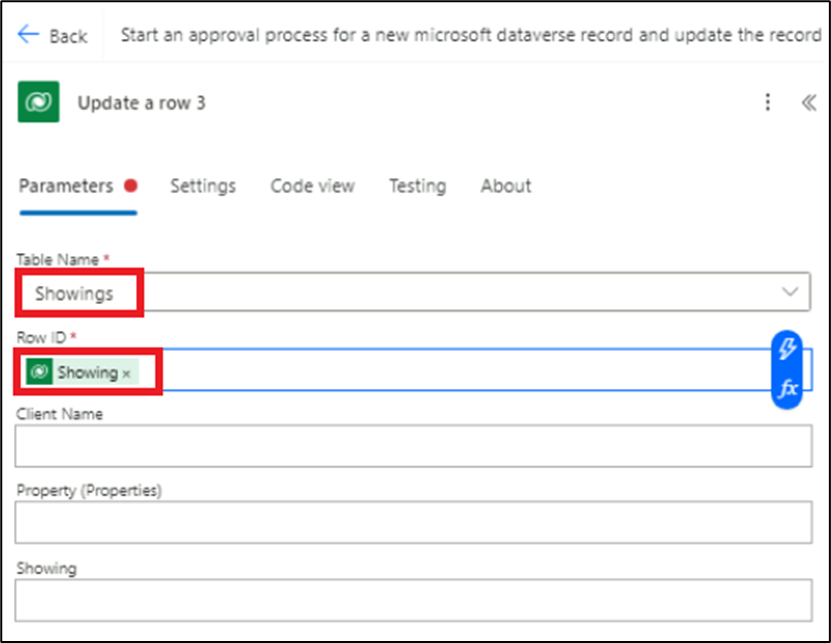 Back Start an approval process for a new microsoft dataverse record and update the record
Update a row 3
Parameters Settings Code view Testing About
Table Name *
Showings
Row ID *
Showing ×
fx
Client Name
Property (Properties)
Showing